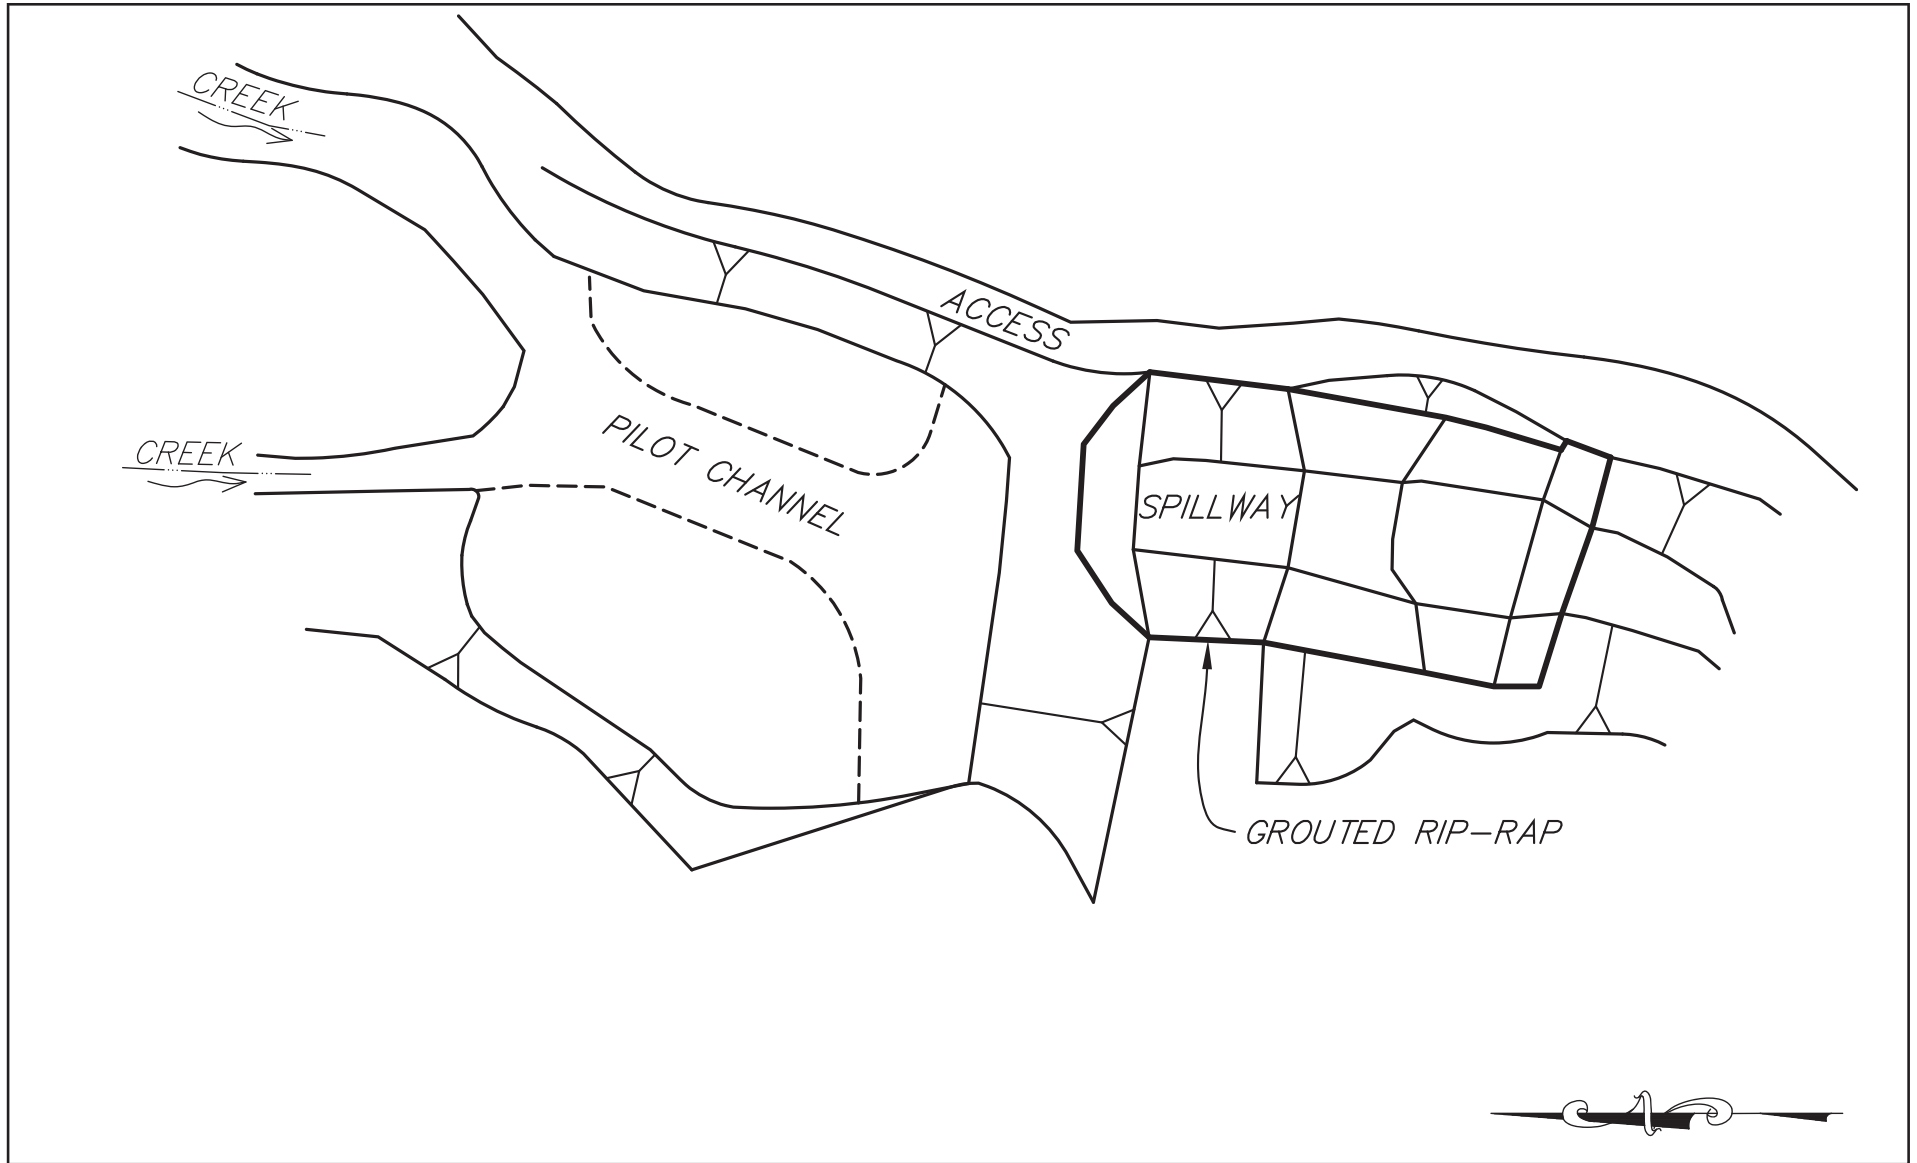 CREEK
ACCESS
PILOT CHANNEL
CREEK
SPILLWAY
GROUTED RIP-RAP
N